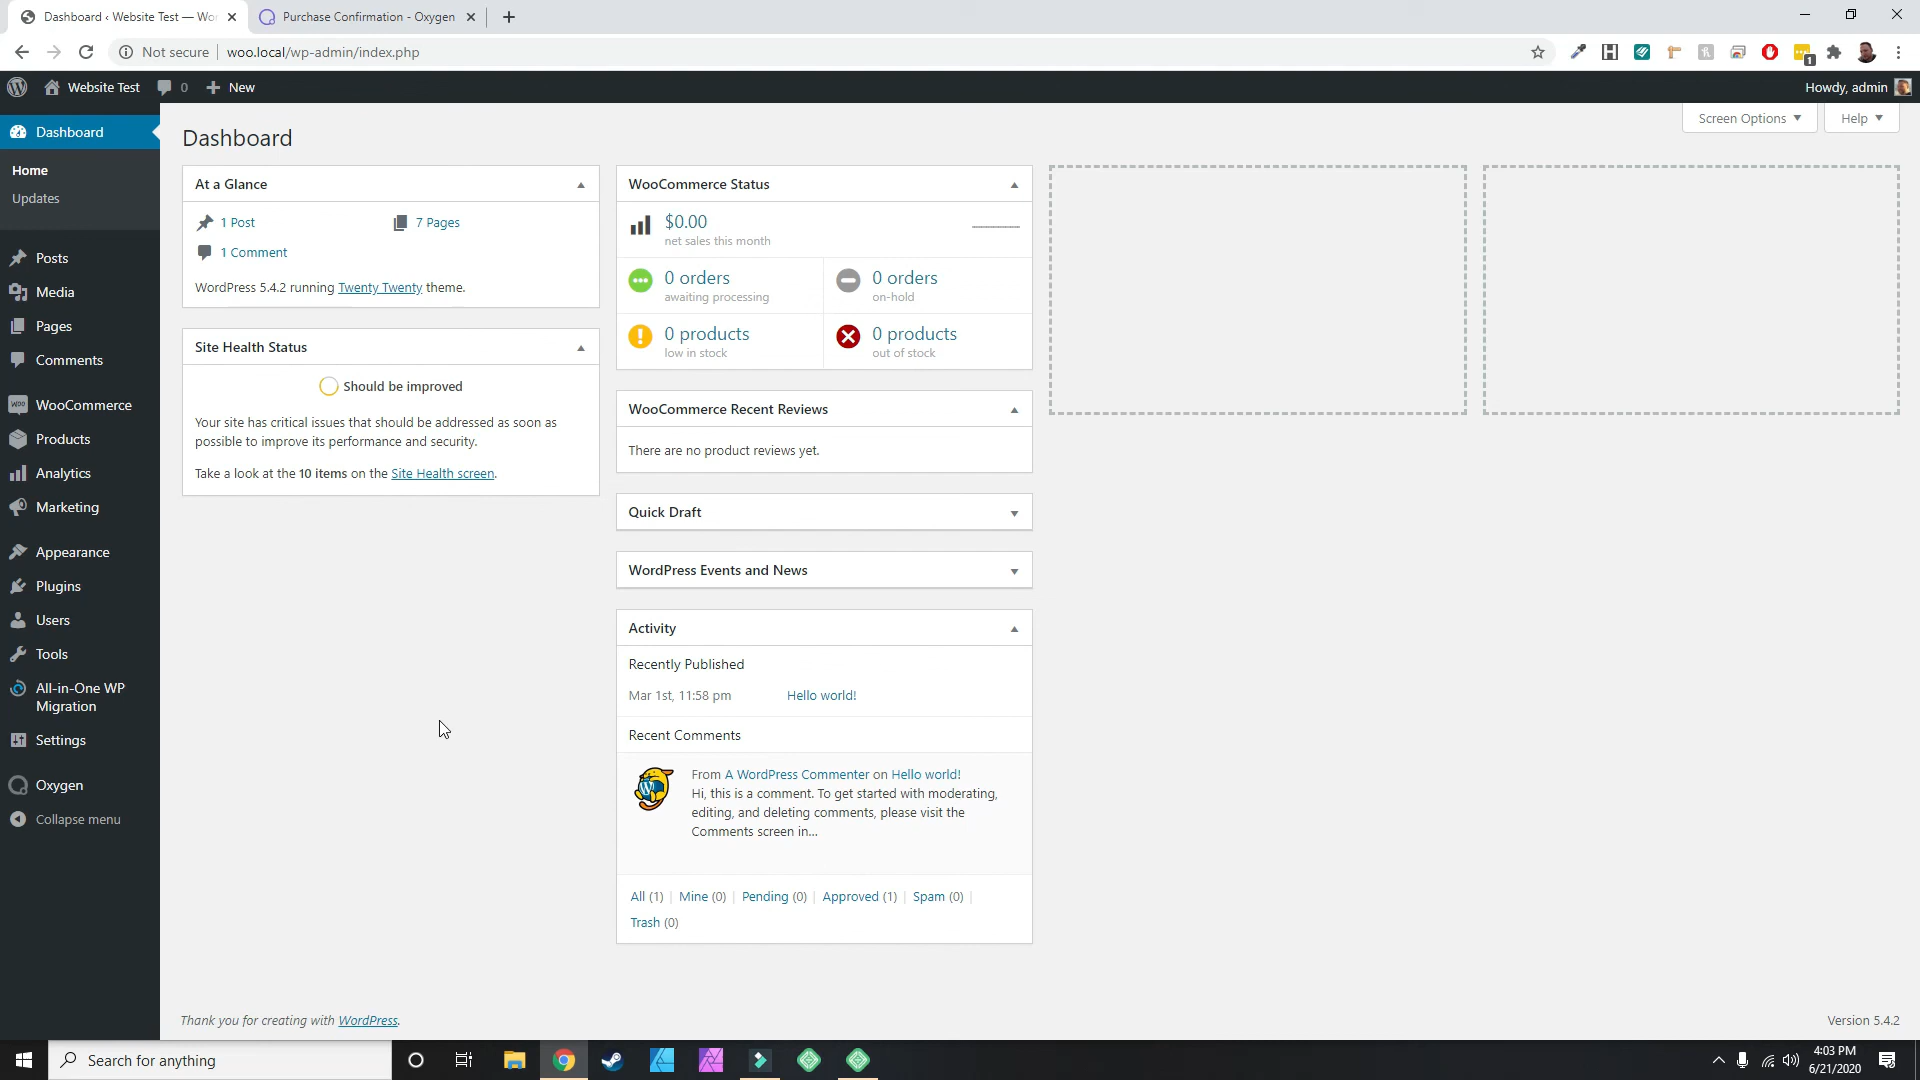 Dashboard ‹ Website Test — Wor
Purchase Confirmation - Oxygen
Not secure
woo.local/wp-admin/index.php
1
Website Test
0
New
Howdy, admin
Dashboard
Home
Updates
Posts
Media
Pages
Comments
WooCommerce
Products
Analytics
Marketing
Appearance
Plugins
Users
Tools
All-in-One WP
Migration
Settings
Oxygen
Collapse menu
Screen Options
Help
Dashboard
At a Glance
1 Post
7 Pages
1 Comment
WordPress 5.4.2 running Twenty Twenty theme.
Site Health Status
Should be improved
Your site has critical issues that should be addressed as soon as
possible to improve its performance and security.
Take a look at the 10 items on the Site Health screen.
WooCommerce Status
$0.00
net sales this month
0 orders
awaiting processing
0 orders
on-hold
0 products
low in stock
0 products
out of stock
WooCommerce Recent Reviews
There are no product reviews yet.
Quick Draft
WordPress Events and News
Activity
Recently Published
Mar 1st, 11:58 pm
Hello world!
Recent Comments
From A WordPress Commenter on Hello world!
Hi, this is a comment. To get started with moderating,
editing, and deleting comments, please visit the
Comments screen in...
All (1) | Mine (0) | Pending (0) | Approved (1) | Spam (0) |
Trash (0)
Thank you for creating with WordPress.
Version 5.4.2
Search for anything
4:03 PM
6/21/2020